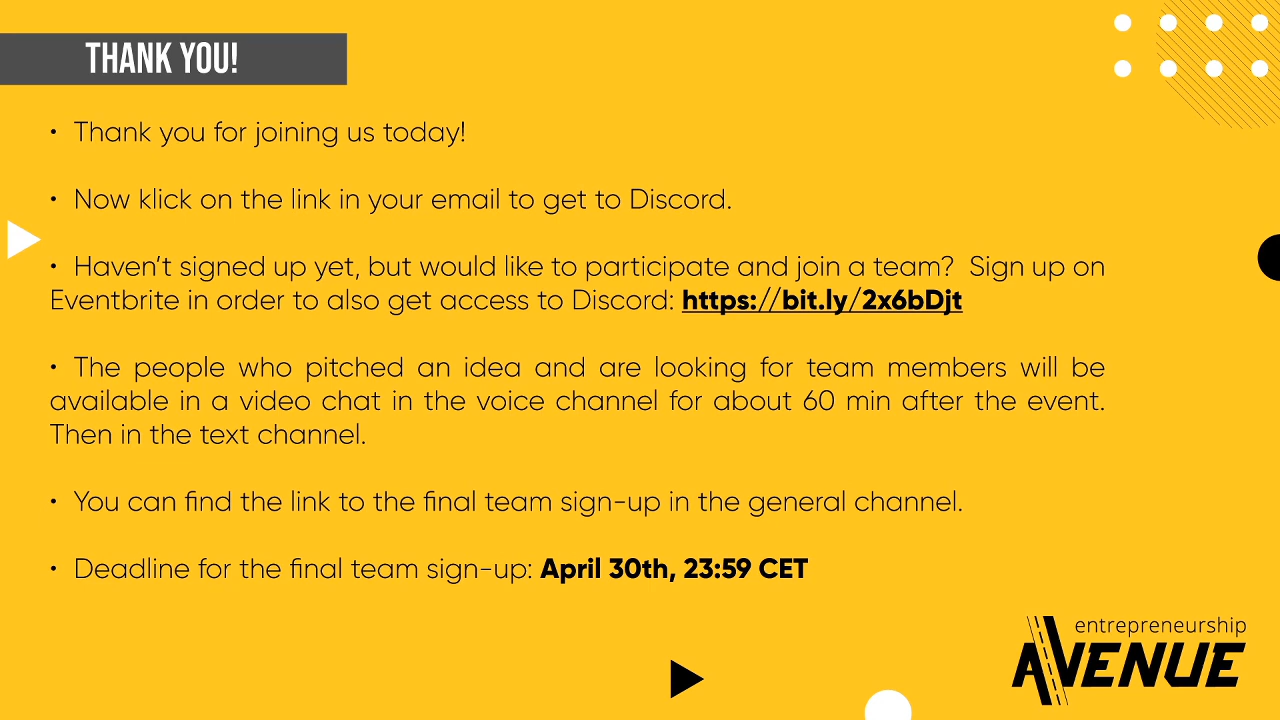 THANK YOU!
• Thank you for joining us today!
• Now klick on the link in your email to get to Discord.
• Haven't signed up yet, but would like to participate and join a team?  Sign up on
Eventbrite in order to also get access to Discord: https://bit.ly/2x6bDjt
• The people who pitched an idea and are looking for team members will be
available in a video chat in the voice channel for about 60 min after the event.
Then in the text channel.
• You can find the link to the final team sign-up in the general channel.
• Deadline for the final team sign-up: April 30th, 23:59 CET
entrepreneurship
AVENUE